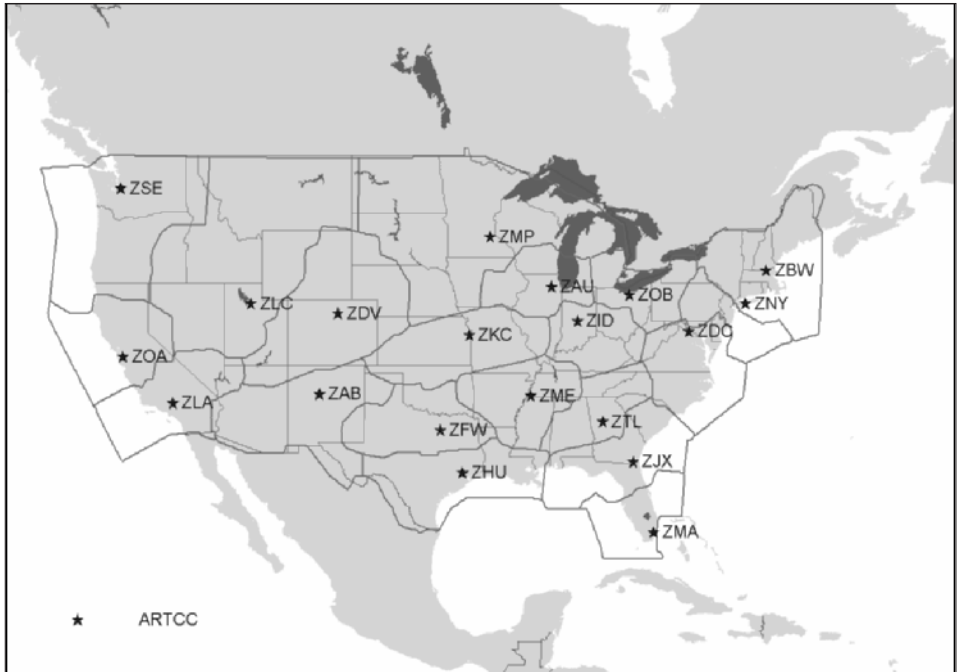 ZSE
ZMP
ZBW
ZAU
ZOB
ZLC
ZNY
ZDV
ZID
ZDC
ZKC
ZOA
ZAB
ZME
ZLA
ZTL
ZFW
ZJX
ZHU
ZMA
ARTCC